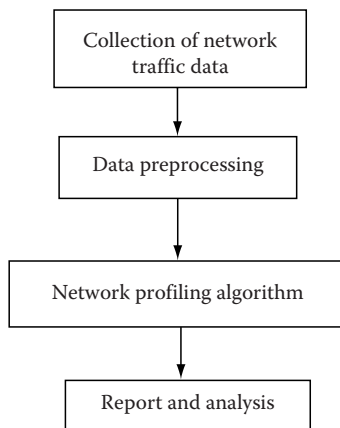 Collection of network
traffic data
Data preprocessing
Network profiling algorithm
Report and analysis